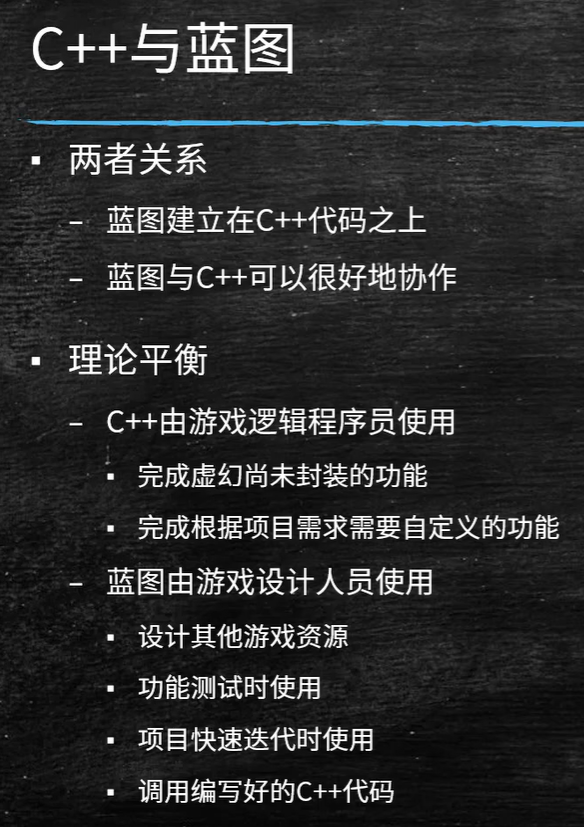 C++与蓝图
▪ 两者关系
– 蓝图建立在C++代码之上
– 蓝图与C++可以很好地协作
▪ 理论平衡
– C++由游戏逻辑程序员使用
▪ 完成虚幻尚未封装的功能
▪ 完成根据项目需求需要自定义的功能
– 蓝图由游戏设计人员使用
▪ 设计其他游戏资源
▪ 功能测试时使用
▪ 项目快速迭代时使用
▪ 调用编写好的C++代码